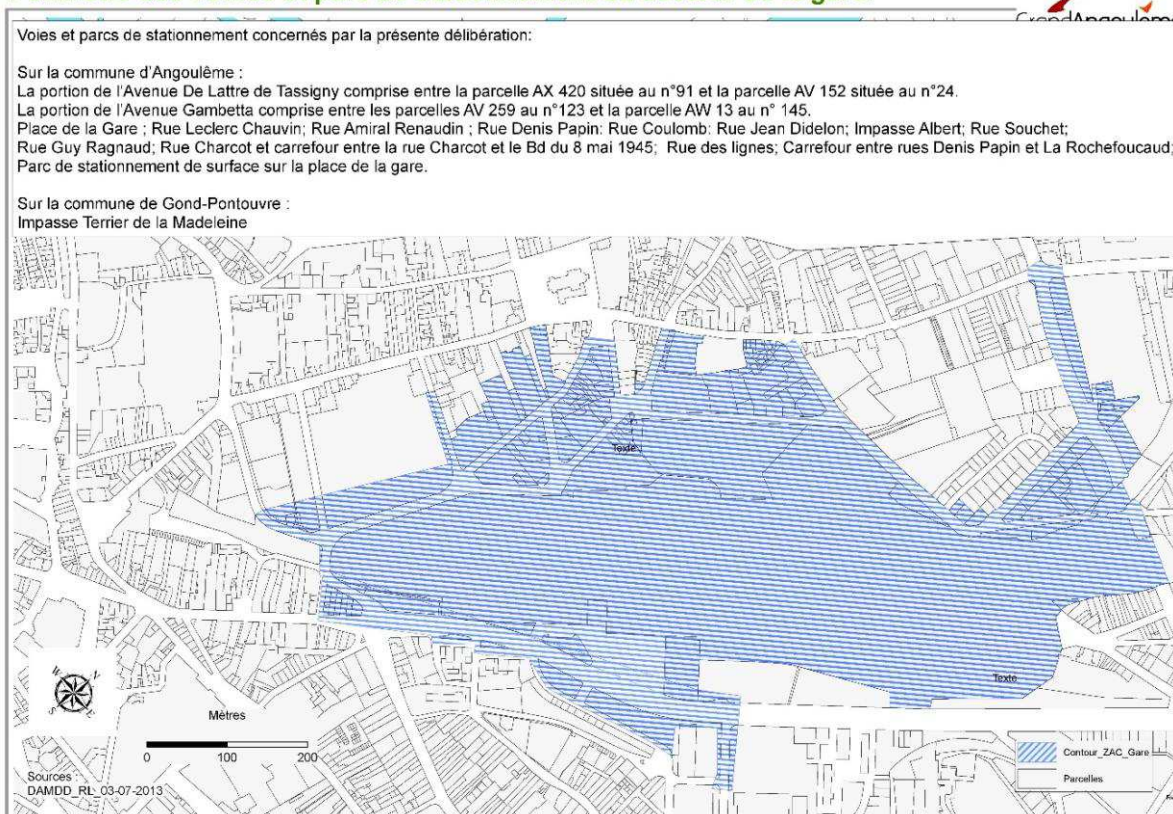 GrandAngoulême
Voies et parcs de stationnement concernés par la présente délibération:
Sur la commune d'Angoulême :
La portion de l'Avenue De Lattre de Tassigny comprise entre la parcelle AX 420 située au n°91 et la parcelle AV 152 située au n°24.
La portion de l'Avenue Gambetta comprise entre les parcelles AV 259 au n°123 et la parcelle AW 13 au n° 145.
Place de la Gare ; Rue Leclerc Chauvin; Rue Amiral Renaudin ; Rue Denis Papin: Rue Coulomb: Rue Jean Didelon; Impasse Albert; Rue Souchet;
Rue Guy Ragnaud; Rue Charcot et carrefour entre la rue Charcot et le Bd du 8 mai 1945; Rue des lignes; Carrefour entre rues Denis Papin et La Rochefoucaud;
Parc de stationnement de surface sur la place de la gare.
Sur la commune de Gond-Pontouvre :
Impasse Terrier de la Madeleine
Texte
Texte
W N
S E
Mètres
0 100 200
Sources :
DAMDD_RL_03-07-2013
Contour_ZAC_Gare
Parcelles